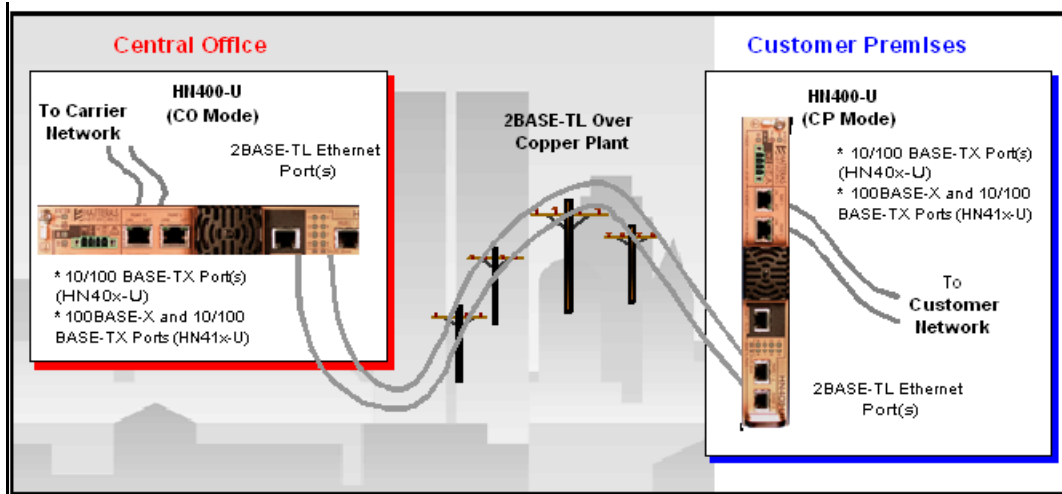 Central Office
HN400-U
(CO Mode)
To Carrier
Network
2BASE-TL Ethernet
Port(s)
HATTERAS
* 10/100 BASE-TX Port(s)
(HN40x-U)
* 100BASE-X and 10/100
BASE-TX Ports (HN41x-U)
2BASE-TL Over
Copper Plant
Customer Premises
HN400-U
(CP Mode)
* 10/100 BASE-TX Port(s)
(HN40x-U)
* 100BASE-X and 10/100
BASE-TX Ports (HN41x-U)
To
Customer
Network
2BASE-TL Ethernet
Port(s)